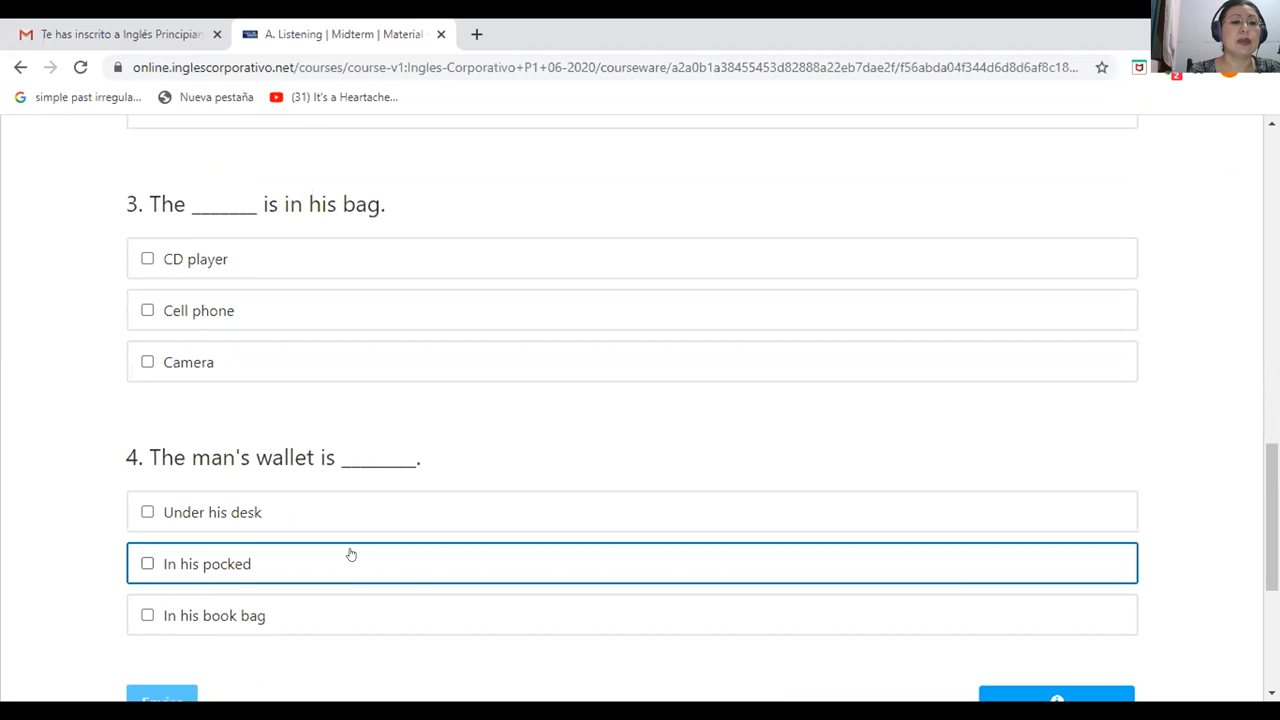 Te has inscrito a Inglés Principian
A. Listening | Midterm | Material
online.inglescorporativo.net/courses/course-v1:Ingles-Corporativo+P1+06-2020/courseware/a2a0b1a38455453d82888a22eb7dae2f/f56abda04f344d6d8d6af8c18...
2
simple past irregula...
Nueva pestaña
(31) It's a Heartache...
3. The _______ is in his bag.
CD player
Cell phone
Camera
4. The man's wallet is ________.
Under his desk
In his pocked
In his book bag